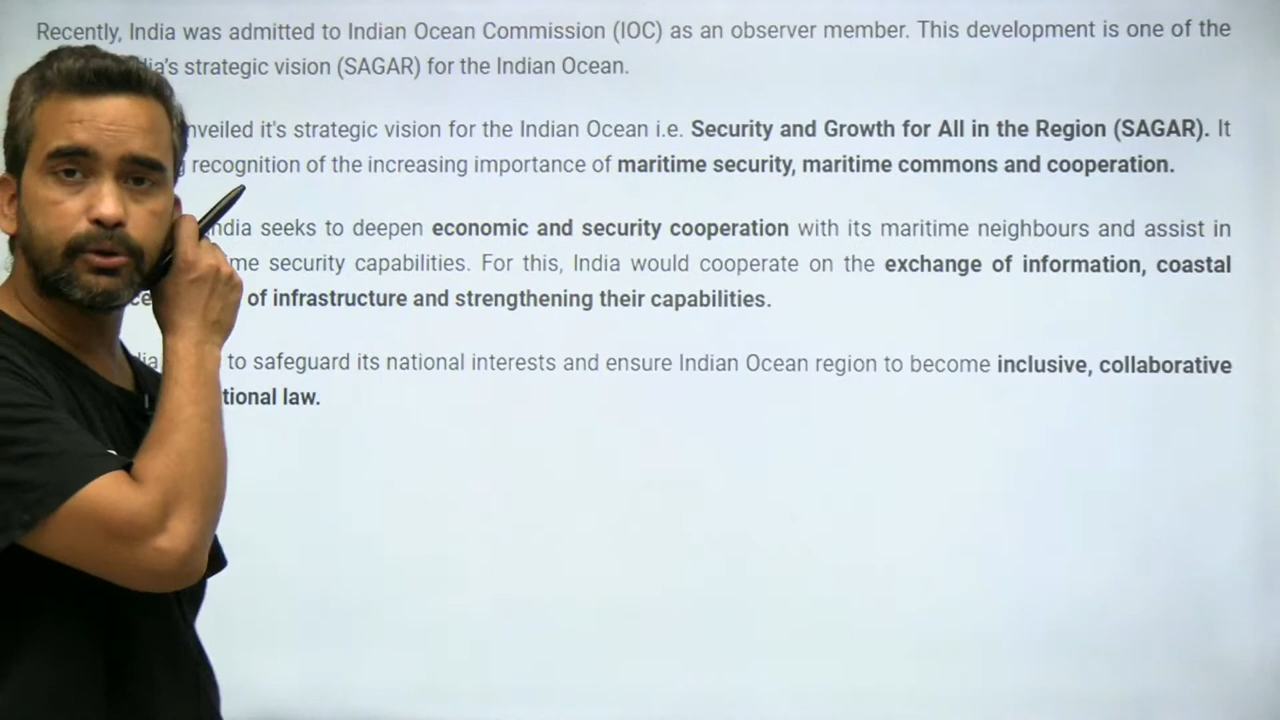 Recently, India was admitted to Indian Ocean Commission (IOC) as an observer member. This development is one of the
strategic vision (SAGAR) for the Indian Ocean.
it's strategic vision for the Indian Ocean i.e. Security and Growth for All in the Region (SAGAR). It
recognition of the increasing importance of maritime security, maritime commons and cooperation.
seeks to deepen economic and security cooperation with its maritime neighbours and assist in
security capabilities. For this, India would cooperate on the exchange of information, coastal
of infrastructure and strengthening their capabilities.
to safeguard its national interests and ensure Indian Ocean region to become inclusive, collaborative
law.